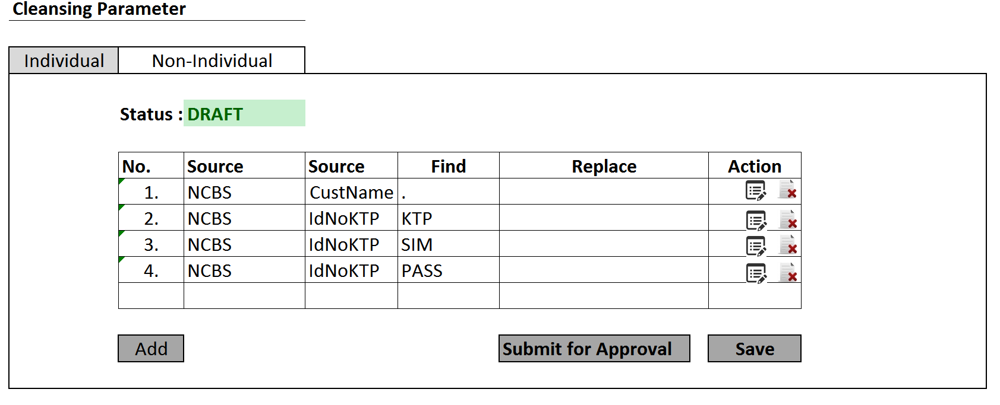 Cleansing Parameter
Individual Non-Individual
Status : DRAFT
No. Source Source Find Replace Action
1. NCBS CustName .
2. NCBS IdNoKTP KTP
3. NCBS IdNoKTP SIM
4. NCBS IdNoKTP PASS
Add Submit for Approval Save